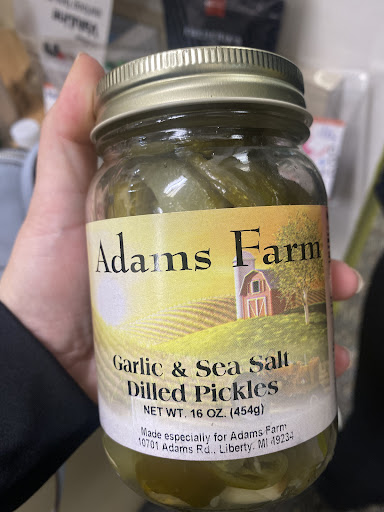 Adams Farm
Garlic & Sea Salt
Dilled Pickles
NET WT. 16 OZ. (454g)
Made especially for Adams Farm
10701 Adams Rd., Liberty, MI 49234